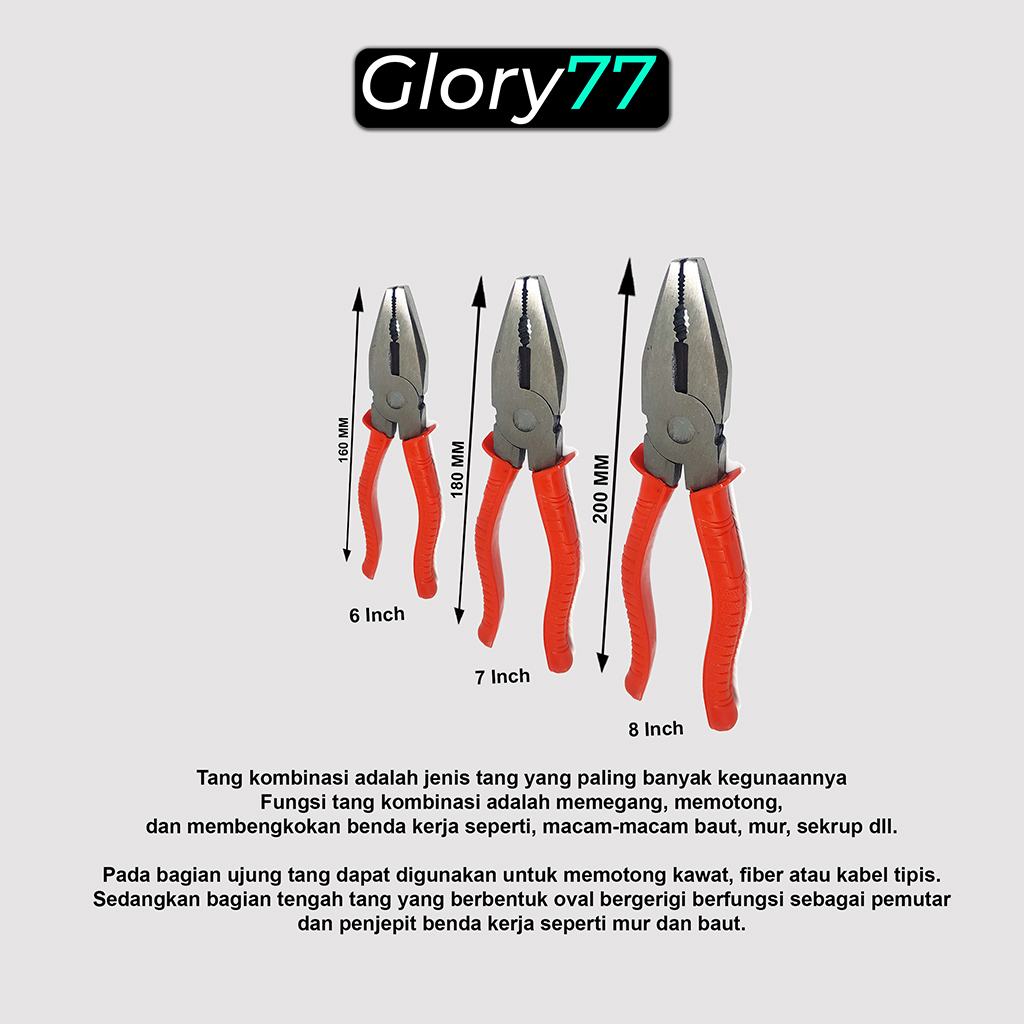 Glory77
160 MM
180 MM
200 MM
6 Inch
7 Inch
8 Inch
Tang kombinasi adalah jenis tang yang paling banyak kegunaannya
Fungsi tang kombinasi adalah memegang, memotong,
dan membengkokan benda kerja seperti, macam-macam baut, mur, sekrup dll.
Pada bagian ujung tang dapat digunakan untuk memotong kawat, fiber atau kabel tipis.
Sedangkan bagian tengah tang yang berbentuk oval bergerigi berfungsi sebagai pemutar
dan penjepit benda kerja seperti mur dan baut.